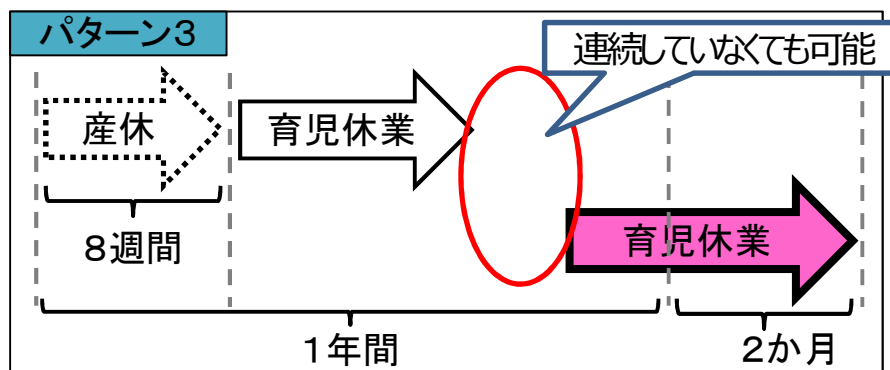 パターン３
連続していなくても可能
産休
育児休業
８週間
育児休業
１年間
２か月